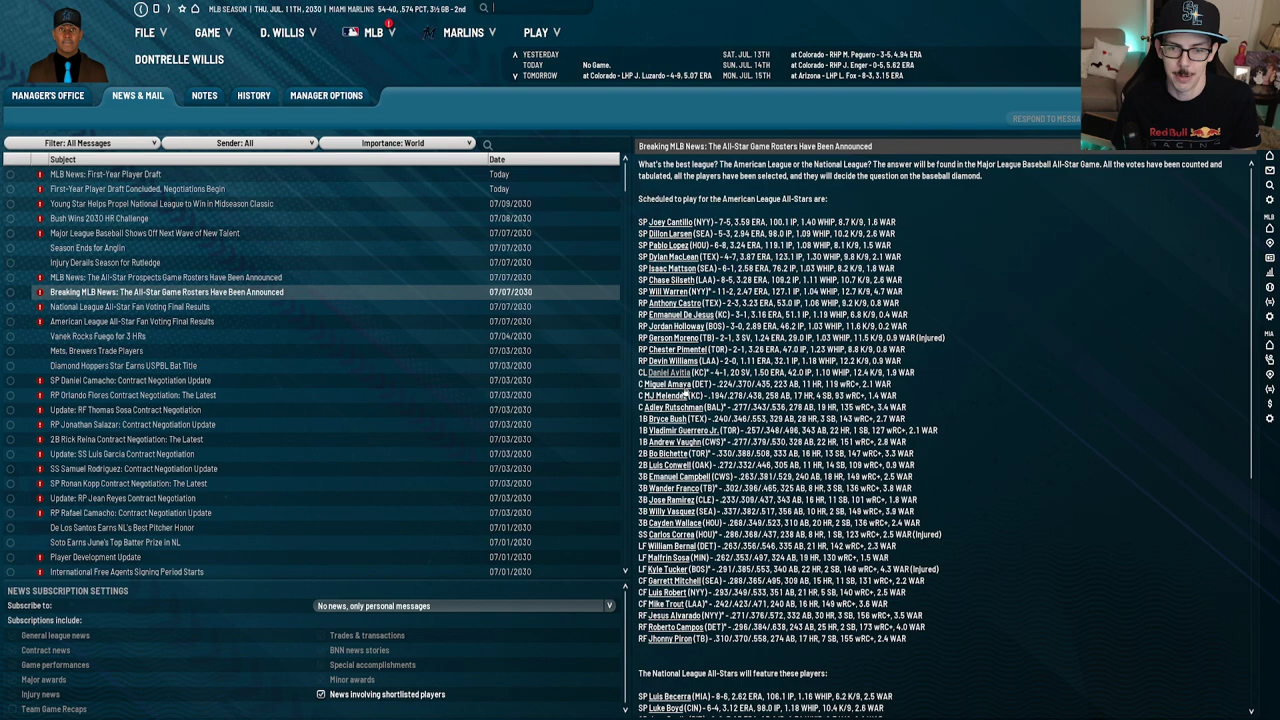 MLB SEASON | THU. JUL. 11TH, 2030 | MIAMI MARLINS 54-40, .574 PCT, 3½ GB - 2nd
FILE GAME D. WILLIS MLB MARLINS PLAY
DONTRELLE WILLIS
YESTERDAY
TODAY No Game.
TOMORROW at Colorado - LHP J. Luzardo - 4-9, 5.07 ERA
SAT. JUL. 13TH at Colorado - RHP M. Peguero - 3-5, 4.94 ERA
SUN. JUL. 14TH at Colorado - RHP J. Enger - 0-5, 5.62 ERA
MON. JUL. 15TH at Arizona - LHP L. Fox - 8-3, 3.15 ERA
MANAGER'S OFFICE NEWS & MAIL NOTES HISTORY MANAGER OPTIONS
RESPOND TO MESSA
Filter: All Messages Sender: All Importance: World
Subject Date
MLB News: First-Year Player Draft Today
First-Year Player Draft Concluded, Negotiations Begin Today
Young Star Helps Propel National League to Win in Midseason Classic 07/09/2030
Bush Wins 2030 HR Challenge 07/08/2030
Major League Baseball Shows Off Next Wave of New Talent 07/07/2030
Season Ends for Anglin 07/07/2030
Injury Derails Season for Rutledge 07/07/2030
MLB News: The All-Star Prospects Game Rosters Have Been Announced 07/07/2030
Breaking MLB News: The All-Star Game Rosters Have Been Announced 07/07/2030
National League All-Star Fan Voting Final Results 07/07/2030
American League All-Star Fan Voting Final Results 07/07/2030
Vanek Rocks Fuego for 3 HRs 07/04/2030
Mets, Brewers Trade Players 07/03/2030
Diamond Hoppers Star Earns USPBL Bat Title 07/03/2030
SP Daniel Camacho: Contract Negotiation Update 07/03/2030
RP Orlando Flores Contract Negotiation: The Latest 07/03/2030
Update: RF Thomas Sosa Contract Negotiation 07/03/2030
RP Jonathan Salazar: Contract Negotiation Update 07/03/2030
2B Rick Reina Contract Negotiation: The Latest 07/03/2030
Update: SS Luis Garcia Contract Negotiation 07/03/2030
SS Samuel Rodriguez: Contract Negotiation Update 07/03/2030
SP Ronan Kopp Contract Negotiation: The Latest 07/03/2030
Update: RP Jean Reyes Contract Negotiation 07/03/2030
RP Rafael Camacho: Contract Negotiation Update 07/03/2030
De Los Santos Earns NL's Best Pitcher Honor 07/01/2030
Soto Earns June's Top Batter Prize in NL 07/01/2030
Player Development Update 07/01/2030
International Free Agents Signing Period Starts 07/01/2030
NEWS SUBSCRIPTION SETTINGS
Subscribe to: No news, only personal messages
Subscriptions include:
General league news Trades & transactions
Contract news BNN news stories
Game performances Special accomplishments
Major awards Minor awards
Injury news News involving shortlisted players
Team Game Recaps
Breaking MLB News: The All-Star Game Rosters Have Been Announced
What's the best league? The American League or the National League? The answer will be found in the Major League Baseball All-Star Game. All the votes have been counted and
tabulated, all the players have been selected, and they will decide the question on the baseball diamond.
Scheduled to play for the American League All-Stars are:
SP Joey Cantillo (NYY) - 7-5, 3.59 ERA, 100.1 IP, 1.40 WHIP, 8.7 K/9, 1.6 WAR
SP Dillon Larsen (SEA) - 5-3, 2.94 ERA, 98.0 IP, 1.09 WHIP, 10.2 K/9, 2.6 WAR
SP Pablo Lopez (HOU) - 6-8, 3.24 ERA, 119.1 IP, 1.08 WHIP, 8.1 K/9, 1.5 WAR
SP Dylan MacLean (TEX) - 4-7, 3.87 ERA, 123.1 IP, 1.30 WHIP, 9.8 K/9, 2.1 WAR
SP Isaac Mattson (SEA) - 6-1, 2.58 ERA, 76.2 IP, 1.03 WHIP, 8.2 K/9, 1.8 WAR
SP Chase Silseth (LAA) - 8-5, 3.28 ERA, 109.2 IP, 1.11 WHIP, 10.7 K/9, 2.6 WAR
SP Will Warren (NYY)* - 11-2, 2.47 ERA, 127.1 IP, 1.04 WHIP, 12.7 K/9, 4.7 WAR
RP Anthony Castro (TEX) - 2-3, 3.23 ERA, 53.0 IP, 1.06 WHIP, 9.2 K/9, 0.8 WAR
RP Enmanuel De Jesus (KC) - 3-1, 3.16 ERA, 51.1 IP, 1.19 WHIP, 6.8 K/9, 0.4 WAR
RP Jordan Holloway (BOS) - 3-0, 2.89 ERA, 46.2 IP, 1.03 WHIP, 11.6 K/9, 0.2 WAR
RP Gerson Moreno (TB) - 2-1, 3 SV, 1.24 ERA, 29.0 IP, 1.03 WHIP, 11.5 K/9, 0.9 WAR (Injured)
RP Chester Pimentel (TOR) - 2-1, 3.26 ERA, 47.0 IP, 1.23 WHIP, 8.8 K/9, 0.8 WAR
RP Devin Williams (LAA) - 2-0, 1.11 ERA, 32.1 IP, 1.18 WHIP, 12.2 K/9, 0.9 WAR
CL Daniel Avitia (KC)* - 4-1, 20 SV, 1.50 ERA, 42.0 IP, 1.10 WHIP, 12.4 K/9, 1.9 WAR
C Miguel Amaya (DET) - .224/.370/.435, 223 AB, 11 HR, 119 wRC+, 2.1 WAR
C MJ Melendez (KC) - .194/.278/.438, 258 AB, 17 HR, 4 SB, 93 wRC+, 1.4 WAR
C Adley Rutschman (BAL)* - .277/.343/.536, 278 AB, 19 HR, 135 wRC+, 3.4 WAR
1B Bryce Bush (TEX) - .240/.346/.553, 329 AB, 28 HR, 3 SB, 143 wRC+, 2.7 WAR
1B Vladimir Guerrero Jr. (TOR) - .257/.348/.496, 343 AB, 22 HR, 1 SB, 127 wRC+, 2.1 WAR
1B Andrew Vaughn (CWS)* - .277/.379/.530, 328 AB, 22 HR, 151 wRC+, 2.8 WAR
2B Bo Bichette (TOR)* - .330/.388/.508, 333 AB, 16 HR, 13 SB, 147 wRC+, 3.3 WAR
2B Luis Conwell (OAK) - .272/.332/.446, 305 AB, 11 HR, 14 SB, 109 wRC+, 0.9 WAR
3B Emanuel Campbell (CWS) - .263/.381/.529, 240 AB, 18 HR, 149 wRC+, 2.5 WAR
3B Wander Franco (TB)* - .302/.396/.465, 325 AB, 8 HR, 3 SB, 136 wRC+, 3.8 WAR
3B Jose Ramirez (CLE) - .233/.309/.437, 343 AB, 16 HR, 11 SB, 101 wRC+, 1.8 WAR
3B Willy Vasquez (SEA) - .337/.382/.517, 356 AB, 10 HR, 2 SB, 149 wRC+, 3.9 WAR
3B Cayden Wallace (HOU) - .268/.349/.523, 310 AB, 20 HR, 2 SB, 136 wRC+, 2.4 WAR
SS Carlos Correa (HOU)* - .286/.368/.437, 238 AB, 8 HR, 1 SB, 123 wRC+, 2.5 WAR (Injured)
LF William Bernal (DET) - .263/.356/.546, 335 AB, 21 HR, 142 wRC+, 2.3 WAR
LF Malfrin Sosa (MIN) - .262/.353/.497, 324 AB, 19 HR, 130 wRC+, 1.5 WAR
LF Kyle Tucker (BOS)* - .291/.385/.553, 340 AB, 22 HR, 2 SB, 149 wRC+, 4.3 WAR (Injured)
CF Garrett Mitchell (SEA) - .288/.365/.495, 309 AB, 15 HR, 11 SB, 131 wRC+, 2.2 WAR
CF Luis Robert (NYY) - .293/.349/.533, 351 AB, 21 HR, 5 SB, 140 wRC+, 2.5 WAR
CF Mike Trout (LAA)* - .242/.423/.471, 240 AB, 16 HR, 149 wRC+, 3.6 WAR
RF Jesus Alvarado (NYY) - .271/.376/.572, 332 AB, 30 HR, 3 SB, 156 wRC+, 3.5 WAR
RF Roberto Campos (DET)* - .296/.384/.638, 243 AB, 25 HR, 2 SB, 173 wRC+, 4.0 WAR
RF Jhonny Piron (TB) - .310/.370/.558, 274 AB, 17 HR, 7 SB, 155 wRC+, 2.4 WAR
The National League All-Stars will feature these players:
SP Luis Becerra (MIA) - 8-6, 2.62 ERA, 106.1 IP, 1.16 WHIP, 6.2 K/9, 2.5 WAR
SP Luke Boyd (CIN) - 6-4, 3.12 ERA, 98.0 IP, 1.18 WHIP, 10.4 K/9, 2.6 WAR
Red Bull
RACING
MLB
MIA